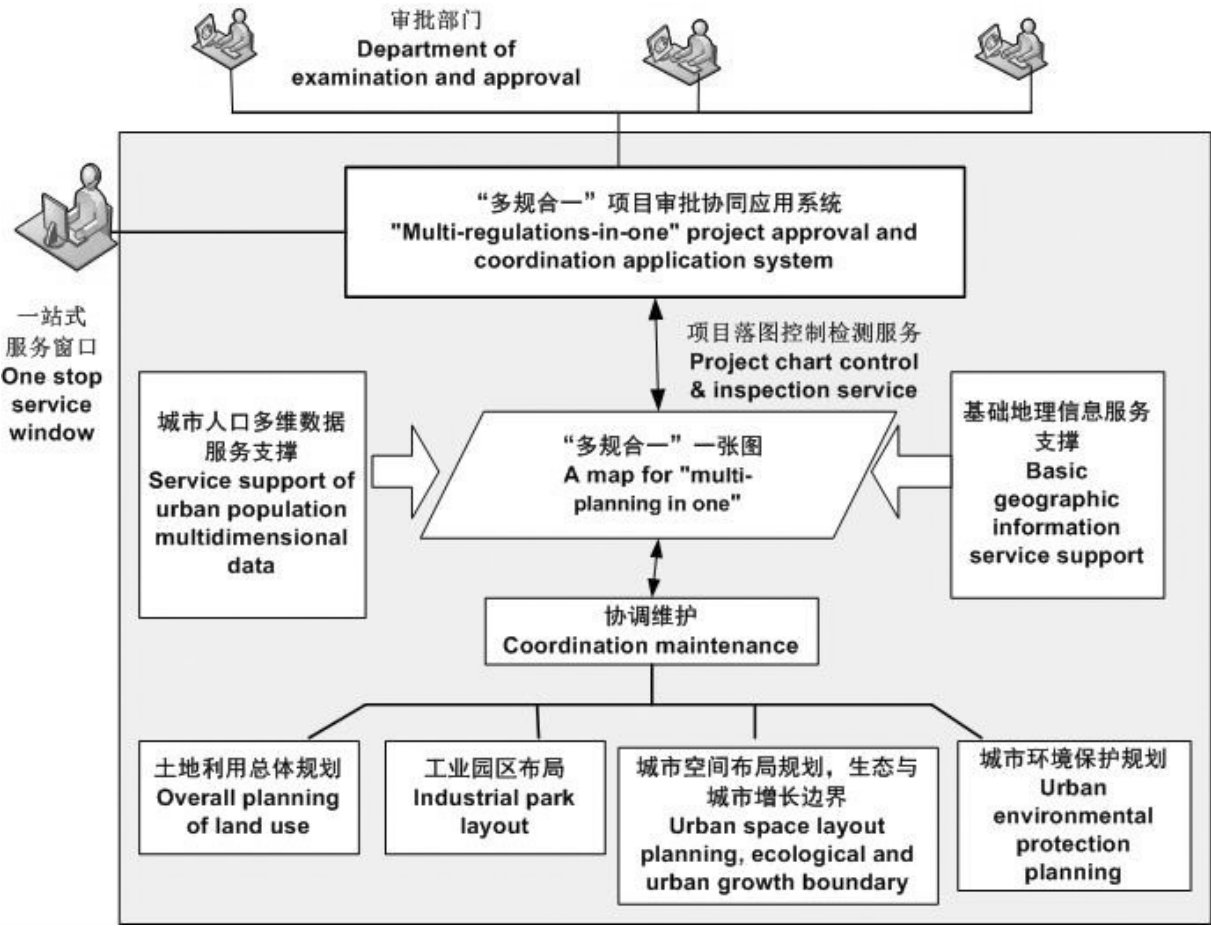 审批部门
Department of
examination and approval
“多规合一”项目审批协同应用系统
"Multi-regulations-in-one" project approval and
coordination application system
一站式
服务窗口
One stop
service
window
项目落图控制检测服务
Project chart control
& inspection service
城市人口多维数据
服务支撑
Service support of
urban population
multidimensional
data
“多规合一”一张图
A map for "multi-
planning in one"
基础地理信息服务
支撑
Basic
geographic
information
service support
协调维护
Coordination maintenance
土地利用总体规划
Overall planning
of land use
工业园区布局
Industrial park
layout
城市空间布局规划，生态与
城市增长边界
Urban space layout
planning, ecological and
urban growth boundary
城市环境保护规划
Urban
environmental
protection
planning